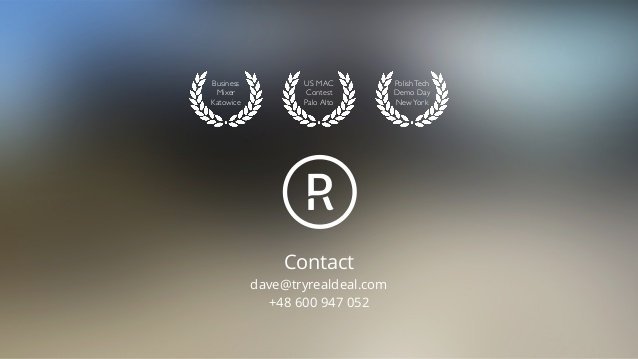 Business
Mixer
Katowice
US MAC
Contest
Palo Alto
Polish Tech
Demo Day
New York
R
Contact
dave@tryrealdeal.com
+48 600 947 052